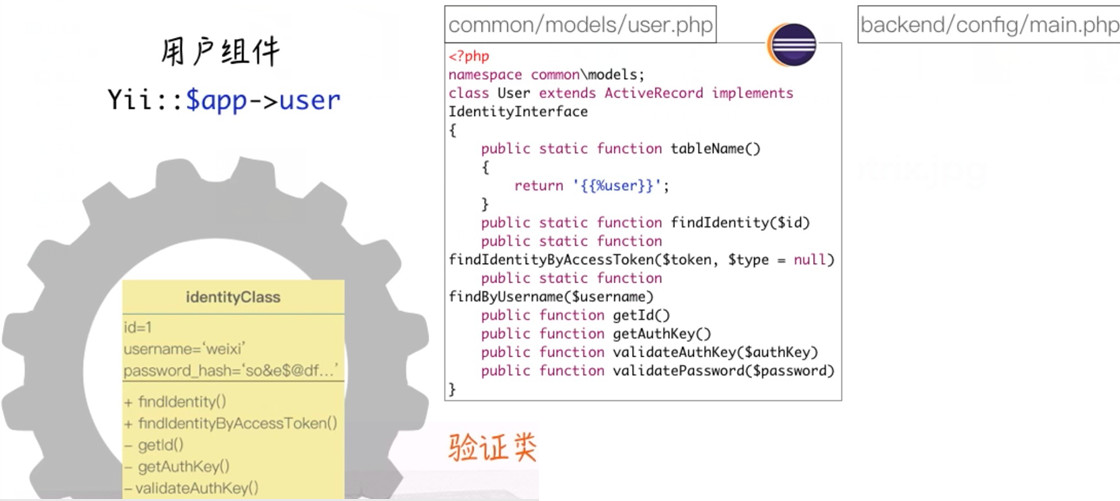 用户组件
Yii::$app->user
identityClass
id=1
username=‘weixi’
password_hash=‘so&e$@df...’
+ findIdentity()
+ findIdentityByAccessToken()
- getId()
- getAuthKey()
- validateAuthKey()
common/models/user.php
<?php
namespace common\models;
class User extends ActiveRecord implements
IdentityInterface
{
public static function tableName()
{
return '{{%user}}';
}
public static function findIdentity($id)
public static function
findIdentityByAccessToken($token, $type = null)
public static function
findByUsername($username)
public function getId()
public function getAuthKey()
public function validateAuthKey($authKey)
public function validatePassword($password)
}
验证类
backend/config/main.php